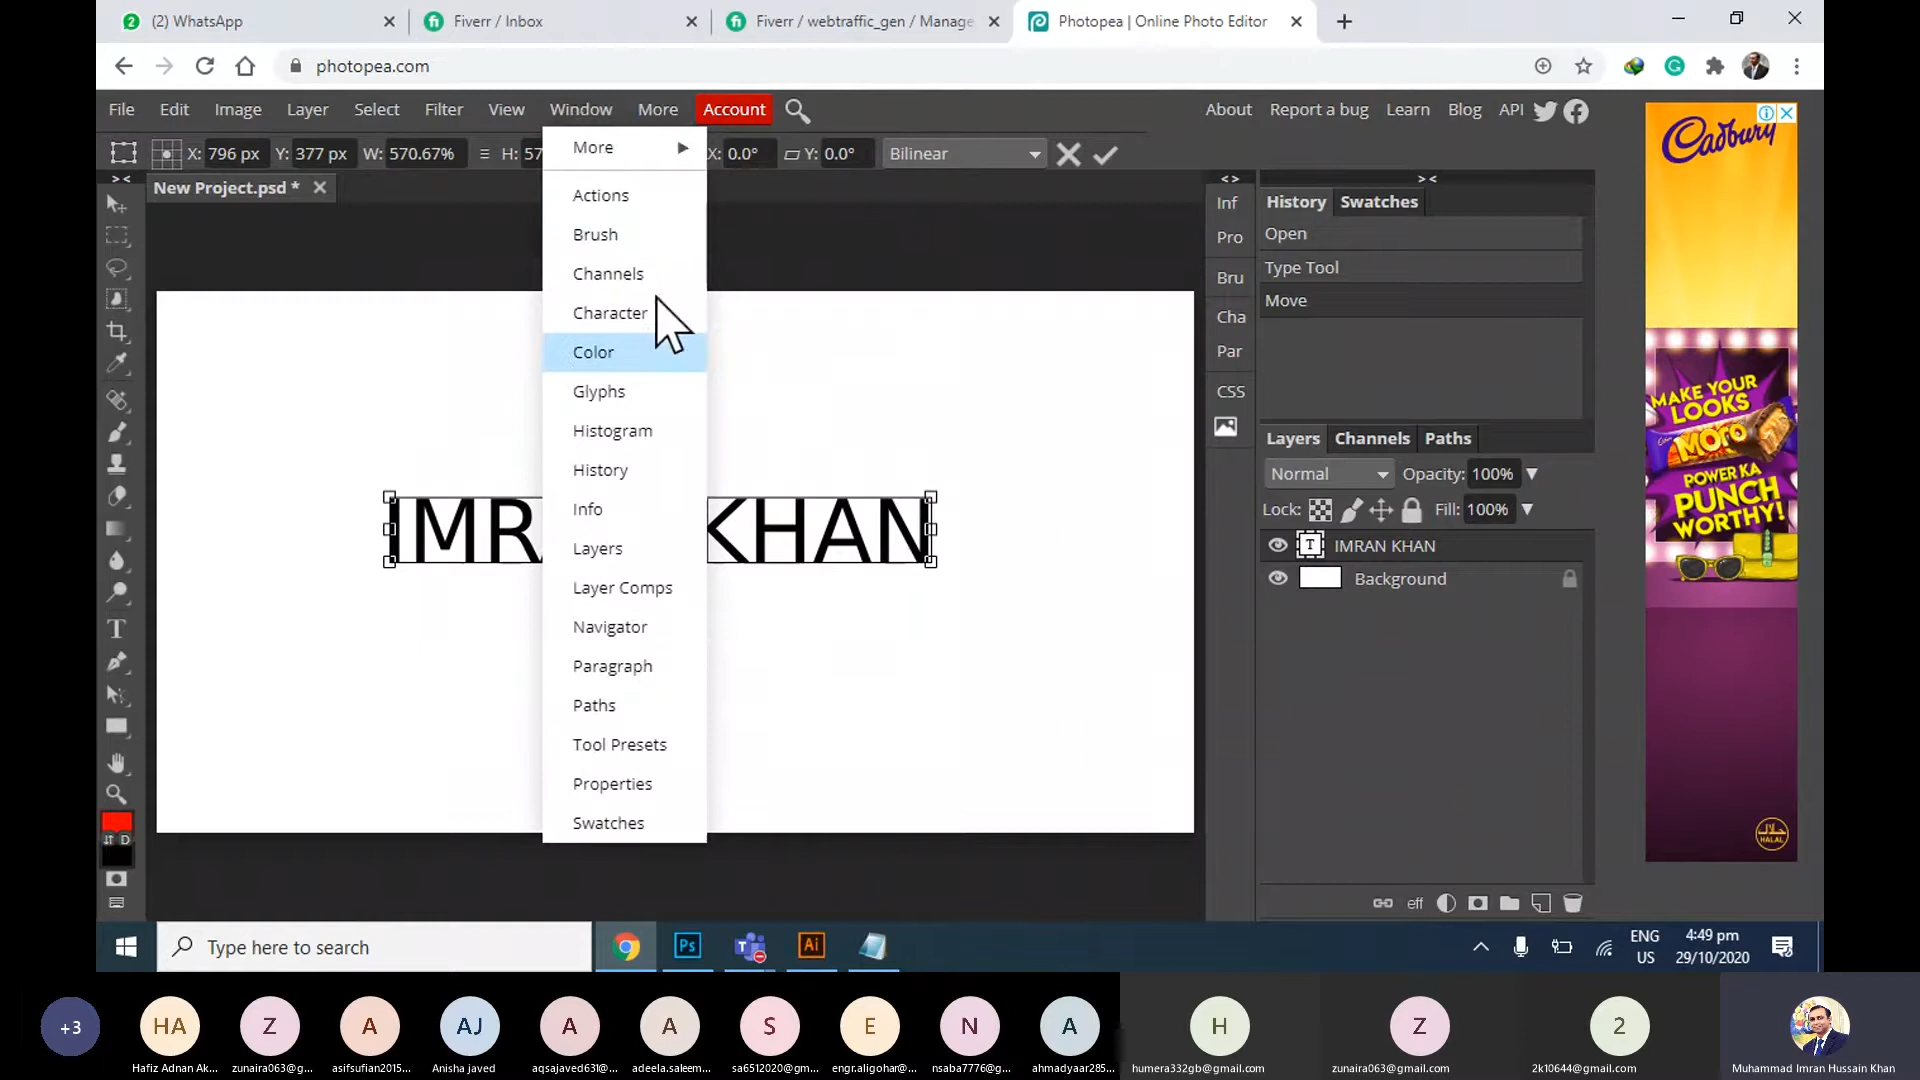 (2) WhatsApp
Fiverr / Inbox
Fiverr / webtraffic_gen / Manage
Photopea | Online Photo Editor
photopea.com
File Edit Image Layer Select Filter View Window More Account
About Report a bug Learn Blog API
X: 796 px Y: 377 px W: 570.67% H: 57 X: 0.0° Y: 0.0° Bilinear
New Project.psd *
More
Actions
Brush
Channels
Character
Color
Glyphs
Histogram
History
Info
Layers
Layer Comps
Navigator
Paragraph
Paths
Tool Presets
Properties
Swatches
IMRA KHAN
Inf
Pro
Bru
Cha
Par
CSS
History Swatches
Open
Type Tool
Move
Layers Channels Paths
Normal Opacity: 100%
Lock: Fill: 100%
T IMRAN KHAN
Background
eff
D
Cadbury
MAKE YOUR
LOOKS
MORO
POWER KA
PUNCH
WORTHY!
حلال
HALAL
Type here to search
Ps
T
Ai
ENG
US
4:49 pm
29/10/2020
+3
HA
Z
A
AJ
A
A
S
E
N
A
H
Z
2
Hafiz Adnan Ak...
zunaira063@g...
asifsufian2015...
Anisha javed
aqsajaved631@...
adeela.saleem...
sa6512020@gm...
engr.aligohar@...
nsaba7776@g...
ahmadyaar285...
humera332gb@gmail.com
zunaira063@gmail.com
2k10644@gmail.com
Muhammad Imran Hussain Khan